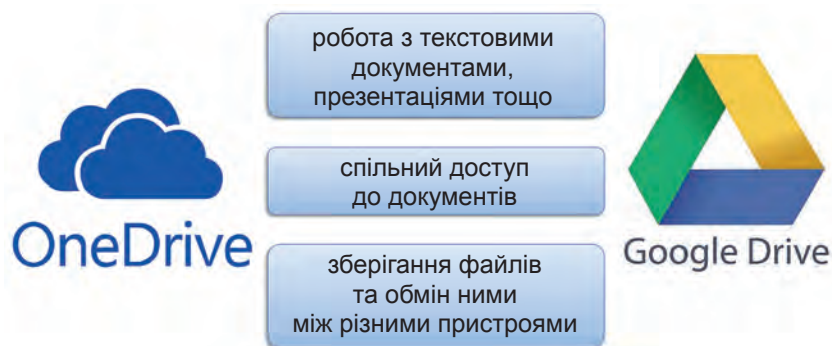 робота з текстовими
документами,
презентаціями тощо
спільний доступ
до документів
OneDrive
Google Drive
зберігання файлів
та обмін ними
між різними пристроями